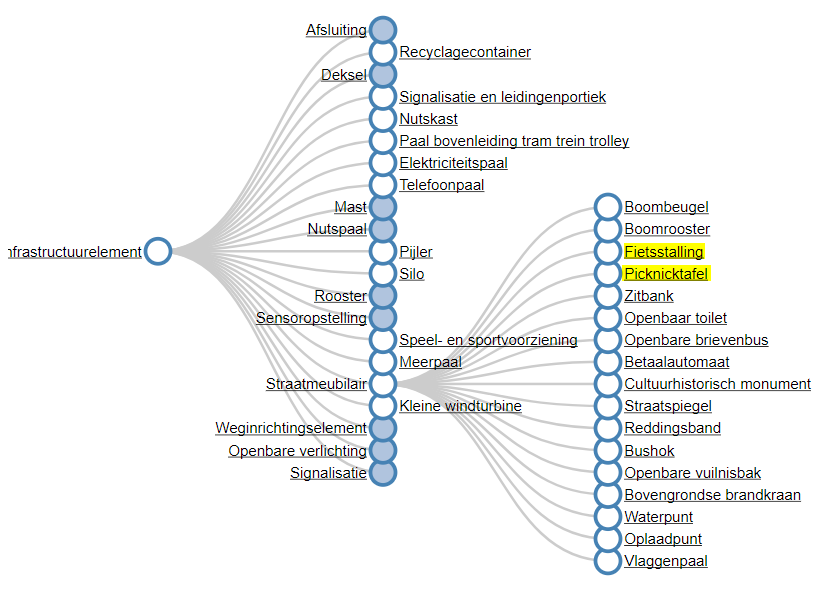 nfrastructuurelement
Afsluiting
Recyclagecontainer
Deksel
Signalisatie en leidingenportiek
Nutskast
Paal bovenleiding tram trein trolley
Elektriciteitspaal
Telefoonpaal
Mast
Nutspaal
Pijler
Silo
Rooster
Sensoropstelling
Speel- en sportvoorziening
Meerpaal
Straatmeubilair
Kleine windturbine
Weginrichtingselement
Openbare verlichting
Signalisatie
Boombeugel
Boomrooster
Fietsstalling
Picknicktafel
Zitbank
Openbaar toilet
Openbare brievenbus
Betaalautomaat
Cultuurhistorisch monument
Straatspiegel
Reddingsband
Bushok
Openbare vuilnisbak
Bovengrondse brandkraan
Waterpunt
Oplaadpunt
Vlaggenpaal